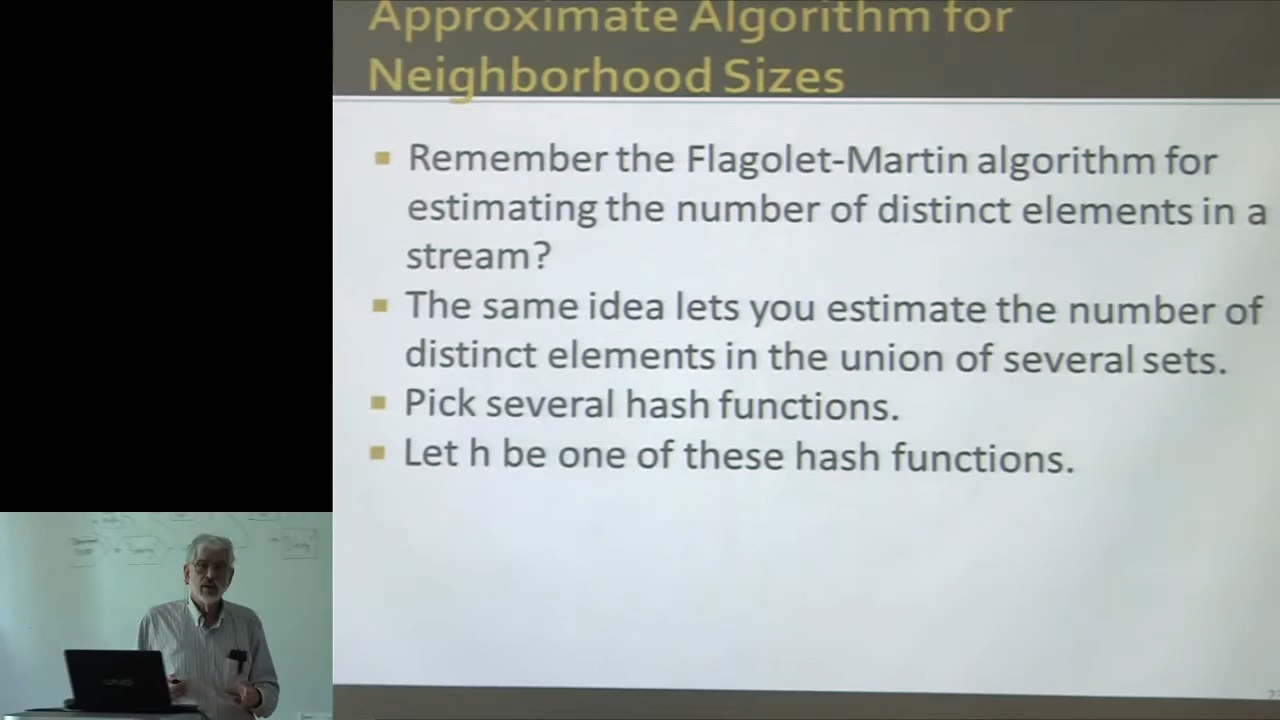 Approximate Algorithm for
Neighborhood Sizes
Remember the Flagolet-Martin algorithm for
estimating the number of distinct elements in a
stream?
The same idea lets you estimate the number of
distinct elements in the union of several sets.
Pick several hash functions.
Let h be one of these hash functions.
VAIO